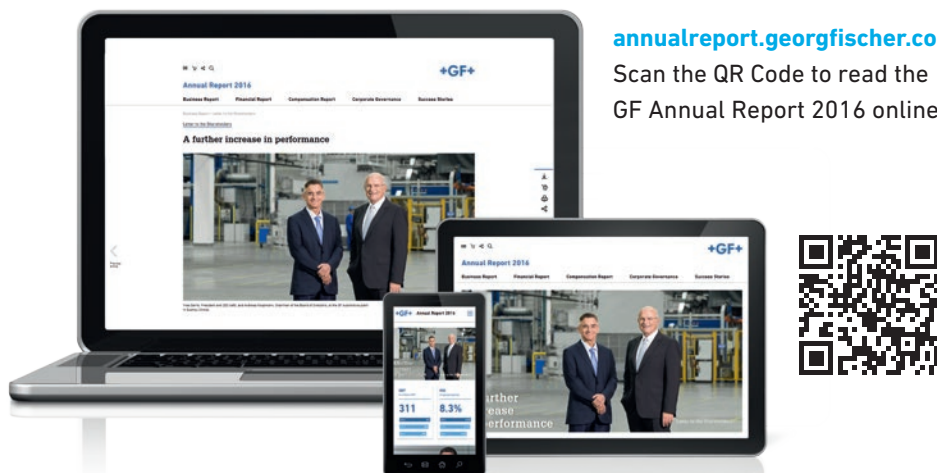 annualreport.georgfischer.co
Scan the QR Code to read the
GF Annual Report 2016 online
+GF+
Annual Report 2016
Business Report Financial Report Compensation Report Corporate Governance Success Stories
Letter to the Shareholders
A further increase in performance
+GF+
Annual Report 2016
Business Report Financial Report Compensation Report Corporate Governance Success Stories
+GF+ Annual Report 2016
311
8.3%